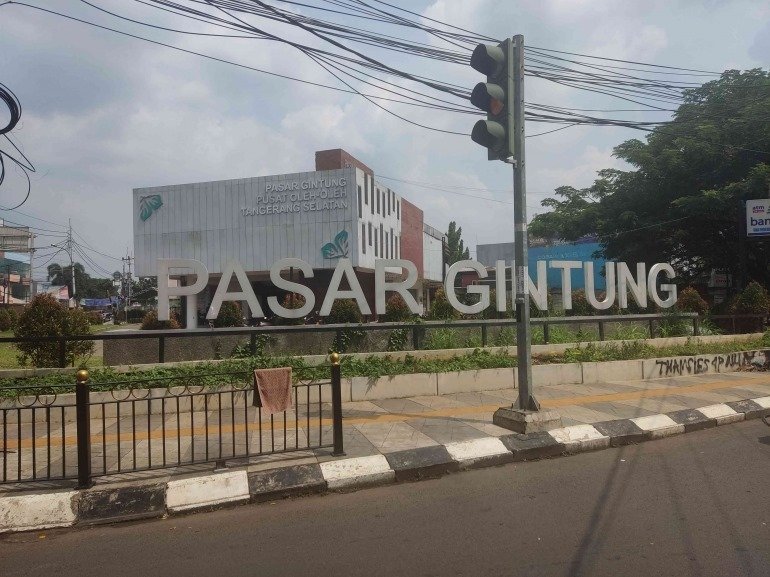 PASAR GINTUNG
PUSAT OLEH-OLEH
TANGERANG SELATAN
PASAR GINTUNG
atm
ban